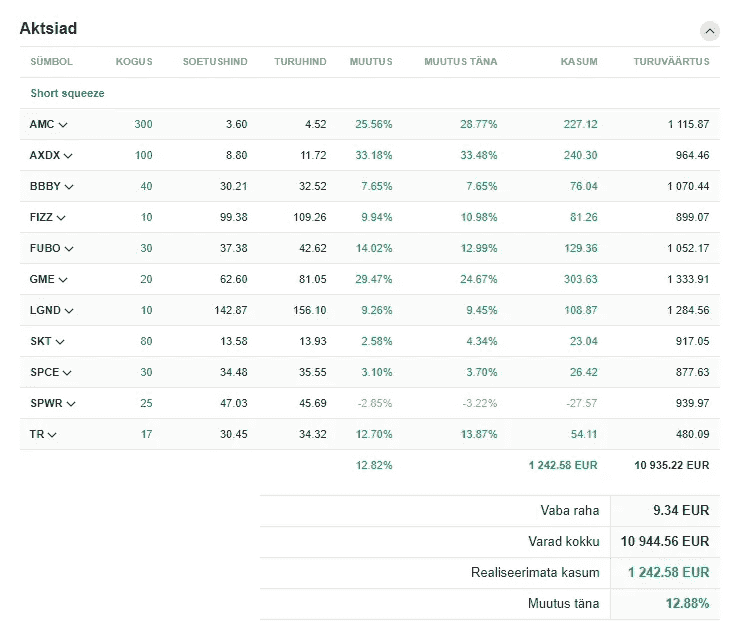 Aktsiad
SÜMBOL KOGUS SOETUSHIND TURUHIND MUUTUS MUUTUS TÄNA KASUM TURUVÄÄRTUS
Short squeeze
AMC 300 3.60 4.52 25.56% 28.77% 227.12 1 115.87
AXDX 100 8.80 11.72 33.18% 33.48% 240.30 964.46
BBBY 40 30.21 32.52 7.65% 7.65% 76.04 1 070.44
FIZZ 10 99.38 109.26 9.94% 10.98% 81.26 899.07
FUBO 30 37.38 42.62 14.02% 12.99% 129.36 1 052.17
GME 20 62.60 81.05 29.47% 24.67% 303.63 1 333.91
LGND 10 142.87 156.10 9.26% 9.45% 108.87 1 284.56
SKT 80 13.58 13.93 2.58% 4.34% 23.04 917.05
SPCE 30 34.48 35.55 3.10% 3.70% 26.42 877.63
SPWR 25 47.03 45.69 -2.85% -3.22% -27.57 939.97
TR 17 30.45 34.32 12.70% 13.87% 54.11 480.09
12.82% 1 242.58 EUR 10 935.22 EUR
Vaba raha 9.34 EUR
Varad kokku 10 944.56 EUR
Realiseerimata kasum 1 242.58 EUR
Muutus täna 12.88%